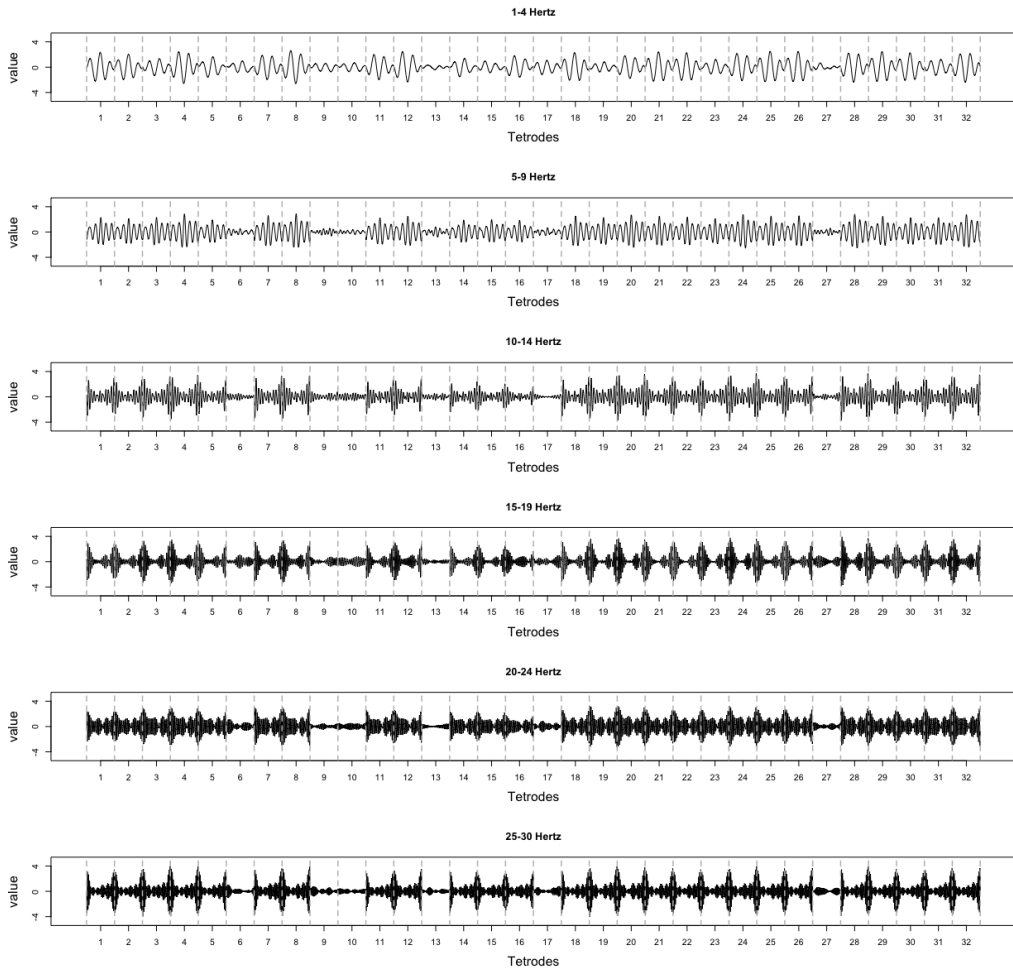 1-4 Hertz
value
4
0
-4
1 2 3 4 5 6 7 8 9 10 11 12 13 14 15 16 17 18 19 20 21 22 23 24 25 26 27 28 29 30 31 32
Tetrodes
5-9 Hertz
value
4
0
-4
1 2 3 4 5 6 7 8 9 10 11 12 13 14 15 16 17 18 19 20 21 22 23 24 25 26 27 28 29 30 31 32
Tetrodes
10-14 Hertz
value
4
0
-4
1 2 3 4 5 6 7 8 9 10 11 12 13 14 15 16 17 18 19 20 21 22 23 24 25 26 27 28 29 30 31 32
Tetrodes
15-19 Hertz
value
4
0
-4
1 2 3 4 5 6 7 8 9 10 11 12 13 14 15 16 17 18 19 20 21 22 23 24 25 26 27 28 29 30 31 32
Tetrodes
20-24 Hertz
value
4
0
-4
1 2 3 4 5 6 7 8 9 10 11 12 13 14 15 16 17 18 19 20 21 22 23 24 25 26 27 28 29 30 31 32
Tetrodes
25-30 Hertz
value
4
0
-4
1 2 3 4 5 6 7 8 9 10 11 12 13 14 15 16 17 18 19 20 21 22 23 24 25 26 27 28 29 30 31 32
Tetrodes